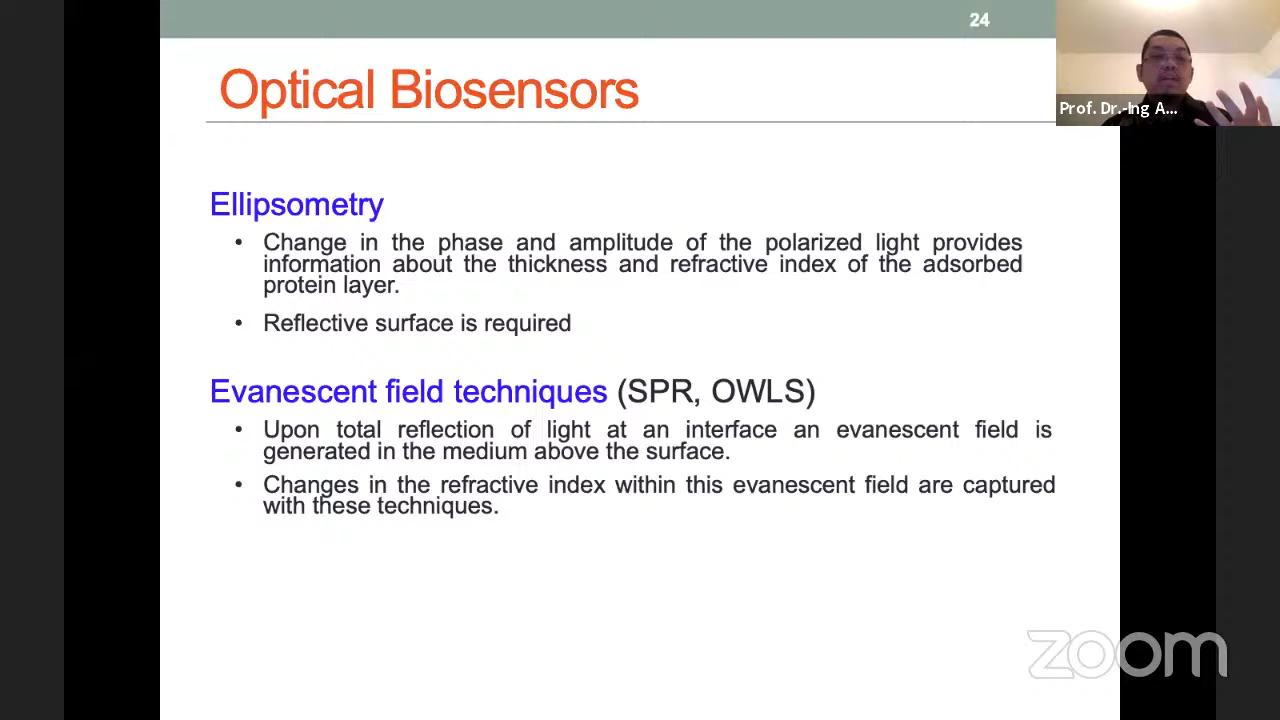 24
Optical Biosensors
Prof. Dr.-Ing A...
Ellipsometry
• Change in the phase and amplitude of the polarized light provides
information about the thickness and refractive index of the adsorbed
protein layer.
• Reflective surface is required
Evanescent field techniques (SPR, OWLS)
• Upon total reflection of light at an interface an evanescent field is
generated in the medium above the surface.
• Changes in the refractive index within this evanescent field are captured
with these techniques.
zoom